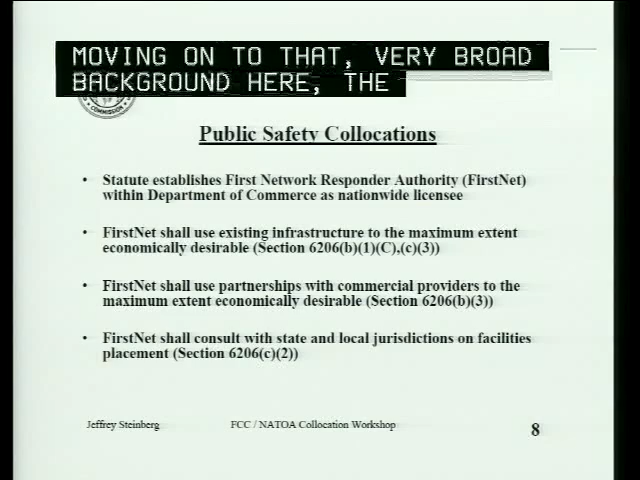 MOVING ON TO THAT, VERY BROAD
BACKGROUND HERE, THE
COMMISSION
Public Safety Collocations
• Statute establishes First Network Responder Authority (FirstNet)
within Department of Commerce as nationwide licensee
• FirstNet shall use existing infrastructure to the maximum extent
economically desirable (Section 6206(b)(1)(C),(c)(3))
• FirstNet shall use partnerships with commercial providers to the
maximum extent economically desirable (Section 6206(b)(3))
• FirstNet shall consult with state and local jurisdictions on facilities
placement (Section 6206(c)(2))
Jeffrey Steinberg
FCC / NATOA Collocation Workshop
8